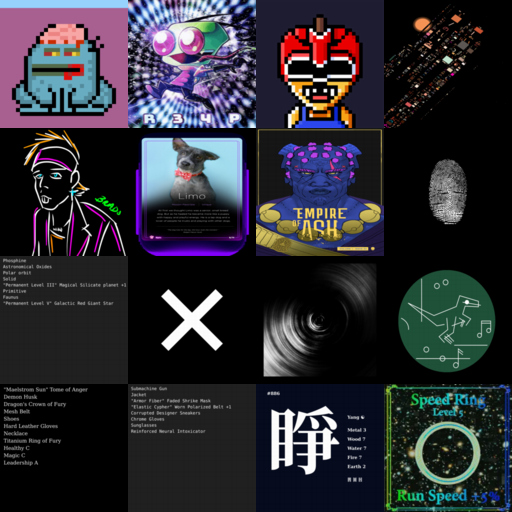 R 3 4 P
BEADS
Limo
EMPIRE
OF
ASH
Phosphine
Astronomical Oxides
Polar orbit
Solid
"Permanent Level III" Magical Silicate planet +1
Primitive
Faunus
"Permanent Level V" Galactic Red Giant Star
"Maelstrom Sun" Tome of Anger
Demon Husk
Dragon's Crown of Fury
Mesh Belt
Shoes
Hard Leather Gloves
Necklace
Titanium Ring of Fury
Healthy C
Magic C
Leadership A
Submachine Gun
Jacket
"Armor Fiber" Faded Shrike Mask
"Elastic Cypher" Worn Polarized Belt +1
Corrupted Designer Sneakers
Chrome Gloves
Sunglasses
Reinforced Neural Intoxicator
#886
睜
Yang
Metal 3
Wood 7
Water 7
Fire 7
Earth 2
Speed Ring
Level 5
Run Speed +5%